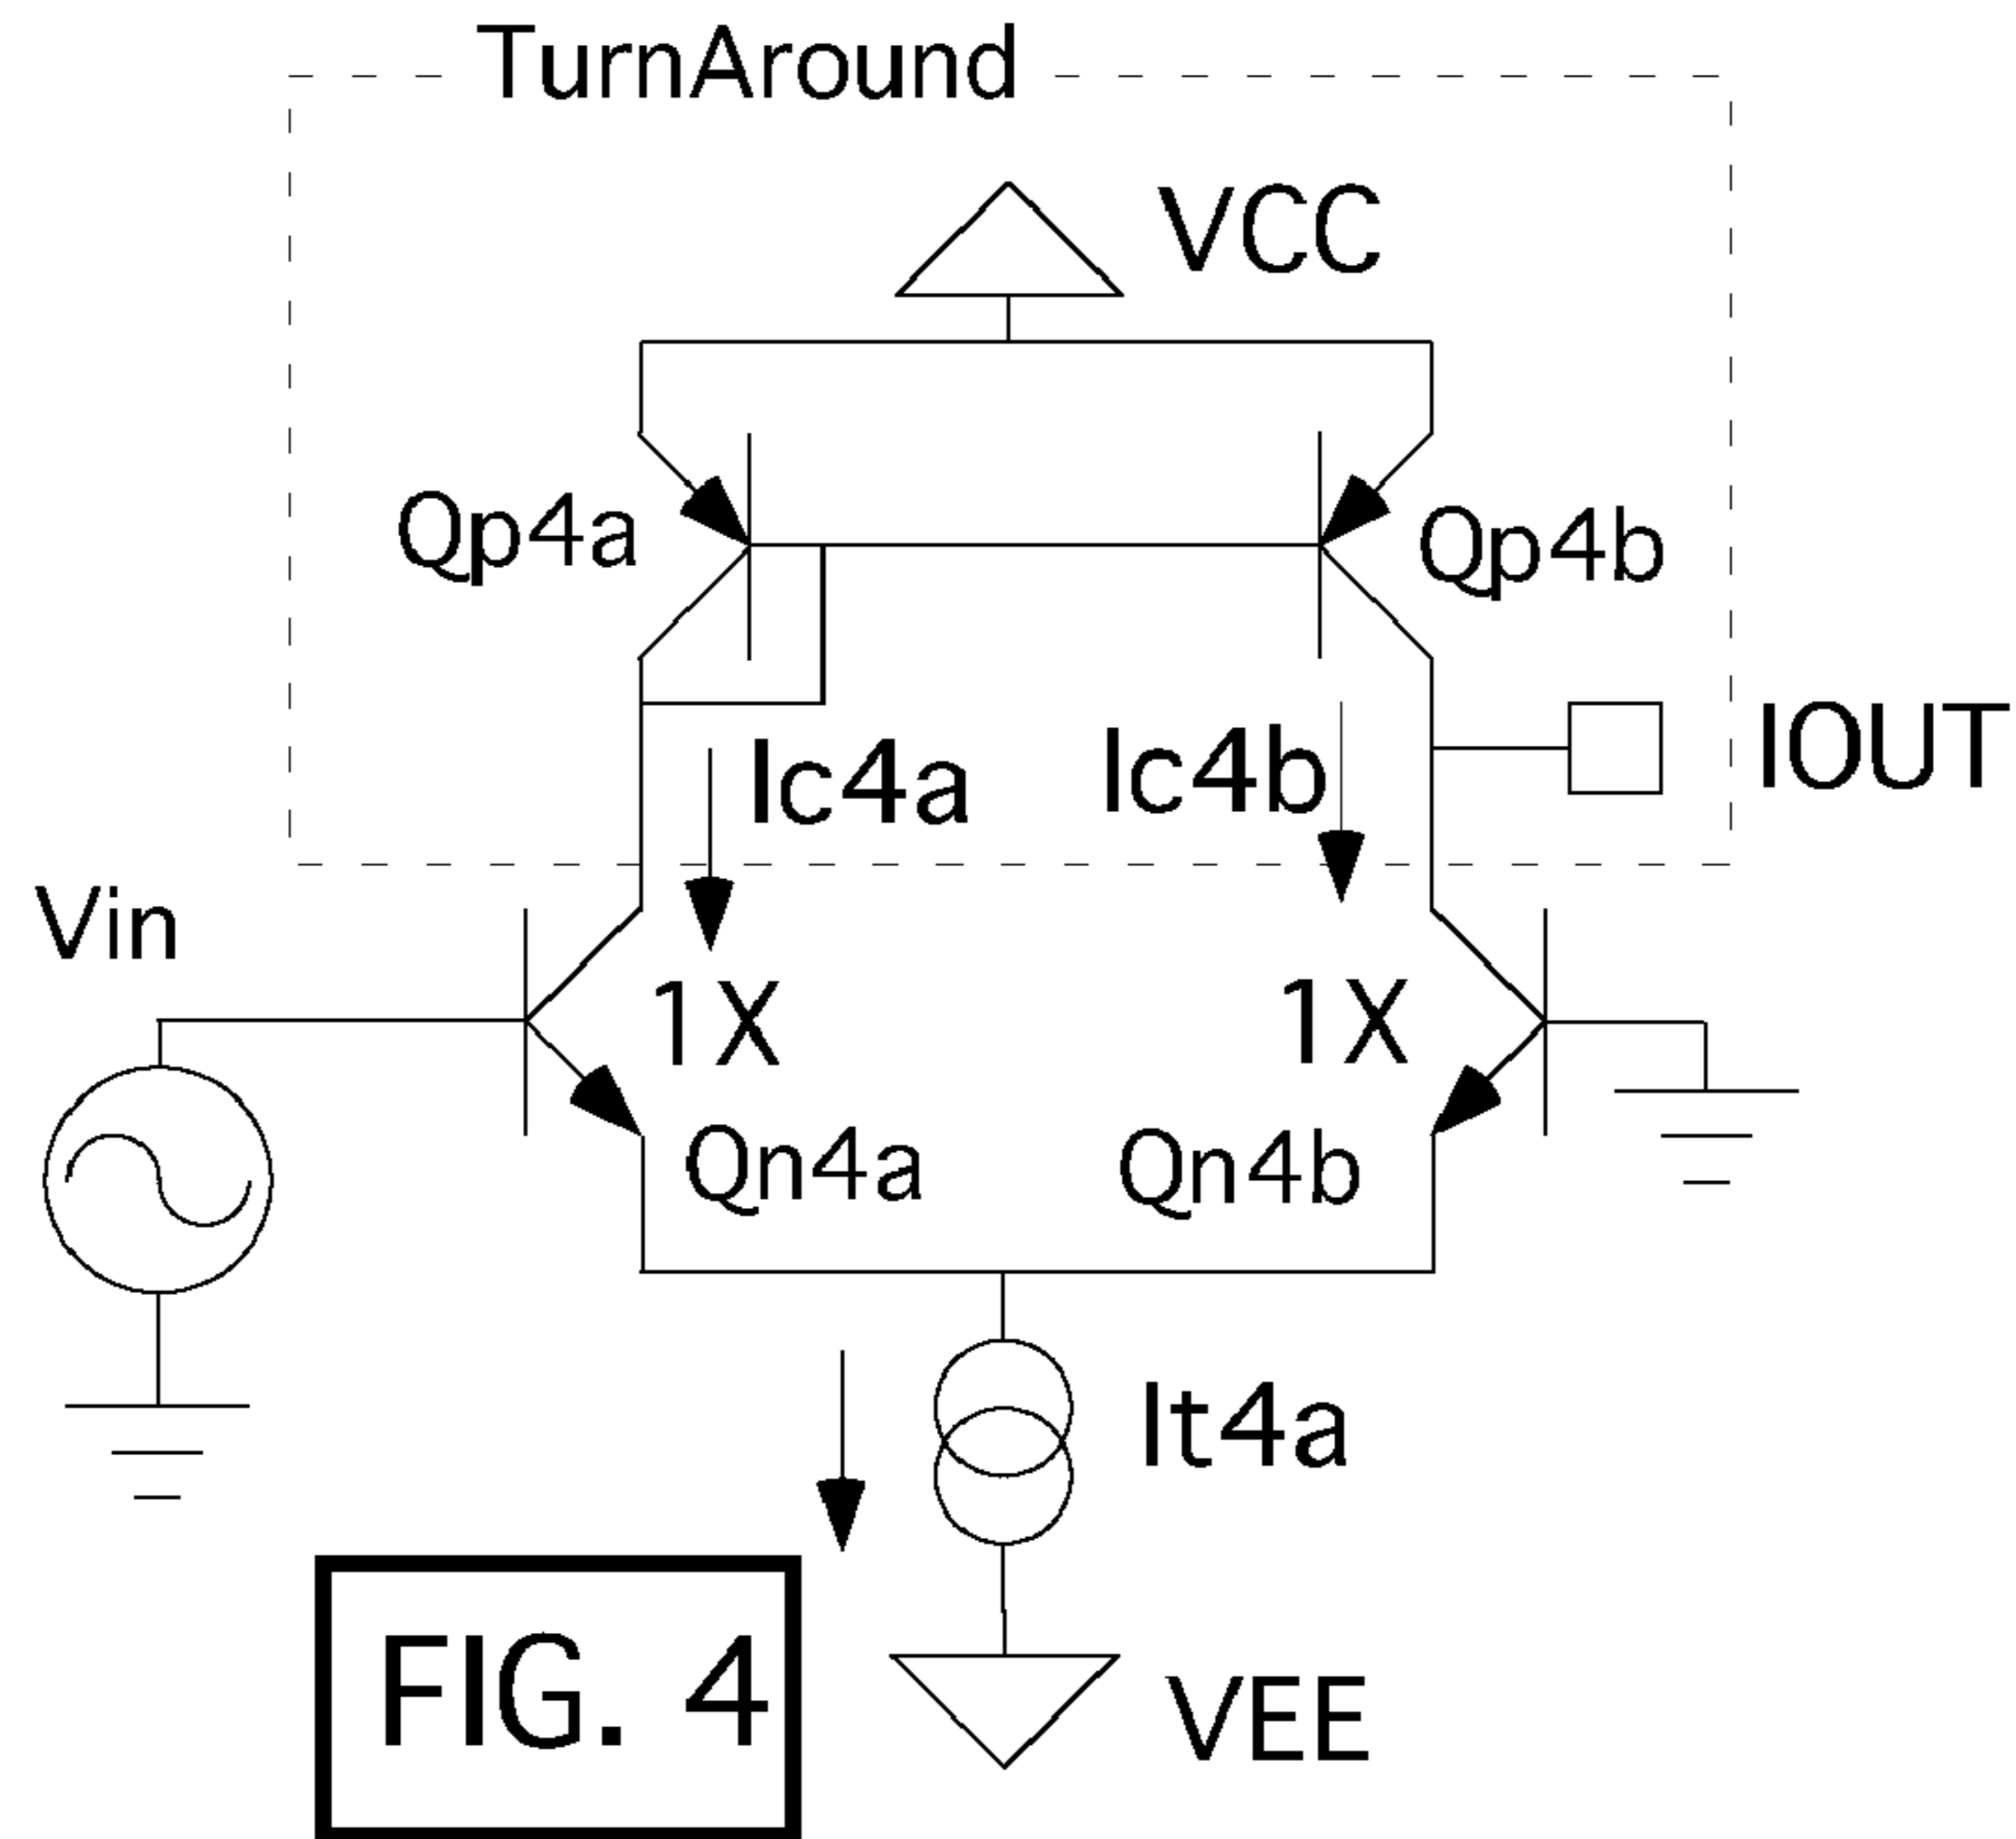 TurnAround
VCC
Qp4a
Qp4b
Ic4a
Ic4b
IOUT
Vin
1X
1X
Qn4a
Qn4b
It4a
FIG. 4
VEE